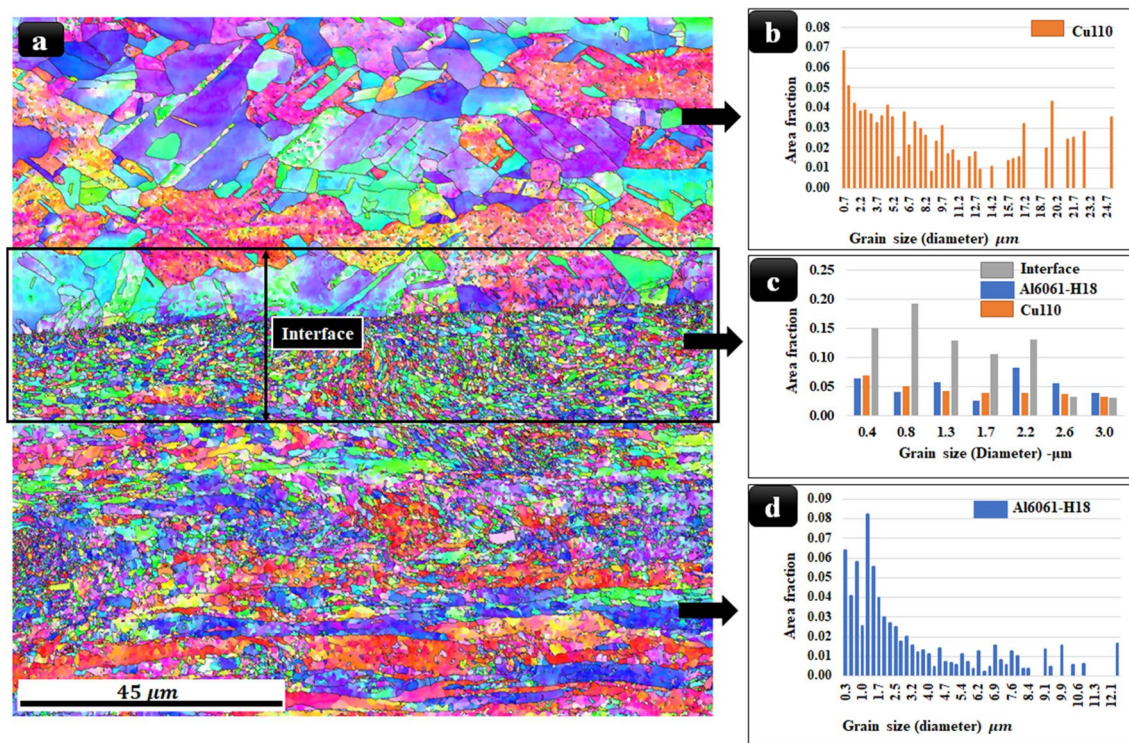 a
Interface
45 μm
b
Cu110
Area fraction
0.08
0.07
0.06
0.05
0.04
0.03
0.02
0.01
0.00
0.7 2.2 3.7 5.2 6.7 8.2 9.7 11.2 12.7 14.2 15.7 17.2 18.7 20.2 21.7 23.2 24.7
Grain size (diameter) μm
c
Interface
Al6061-H18
Cu110
Area fraction
0.25
0.20
0.15
0.10
0.05
0.00
0.4 0.8 1.3 1.7 2.2 2.6 3.0
Grain size (Diameter) -μm
d
Al6061-H18
Area fraction
0.09
0.08
0.07
0.06
0.05
0.04
0.03
0.02
0.01
0.00
0.3 1.0 1.7 2.5 3.2 4.0 4.7 5.4 6.2 6.9 7.6 8.4 9.1 9.9 10.6 11.3 12.1
Grain size (diameter) μm